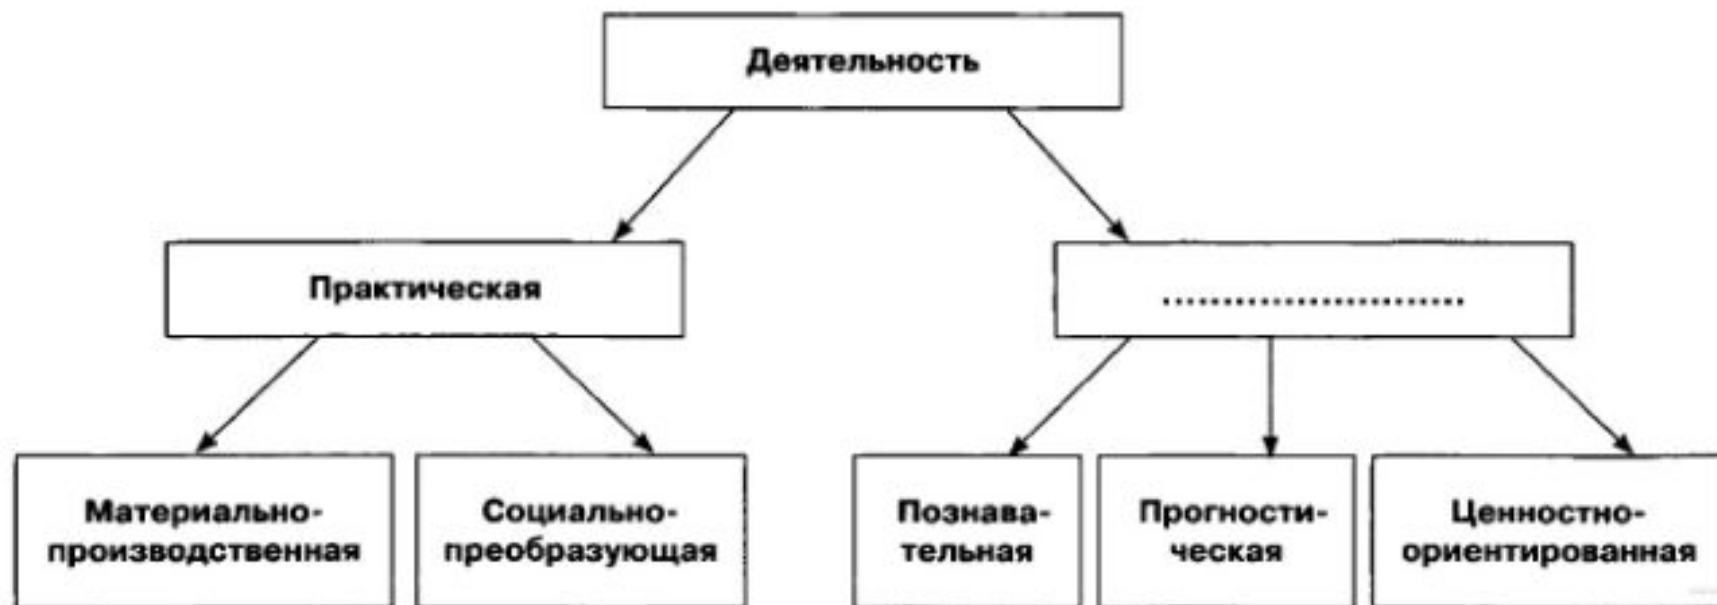 Деятельность
Практическая
..........................
Материально-
производственная
Социально-
преобразующая
Познава-
тельная
Прогности-
ческая
Ценностно-
ориентированная